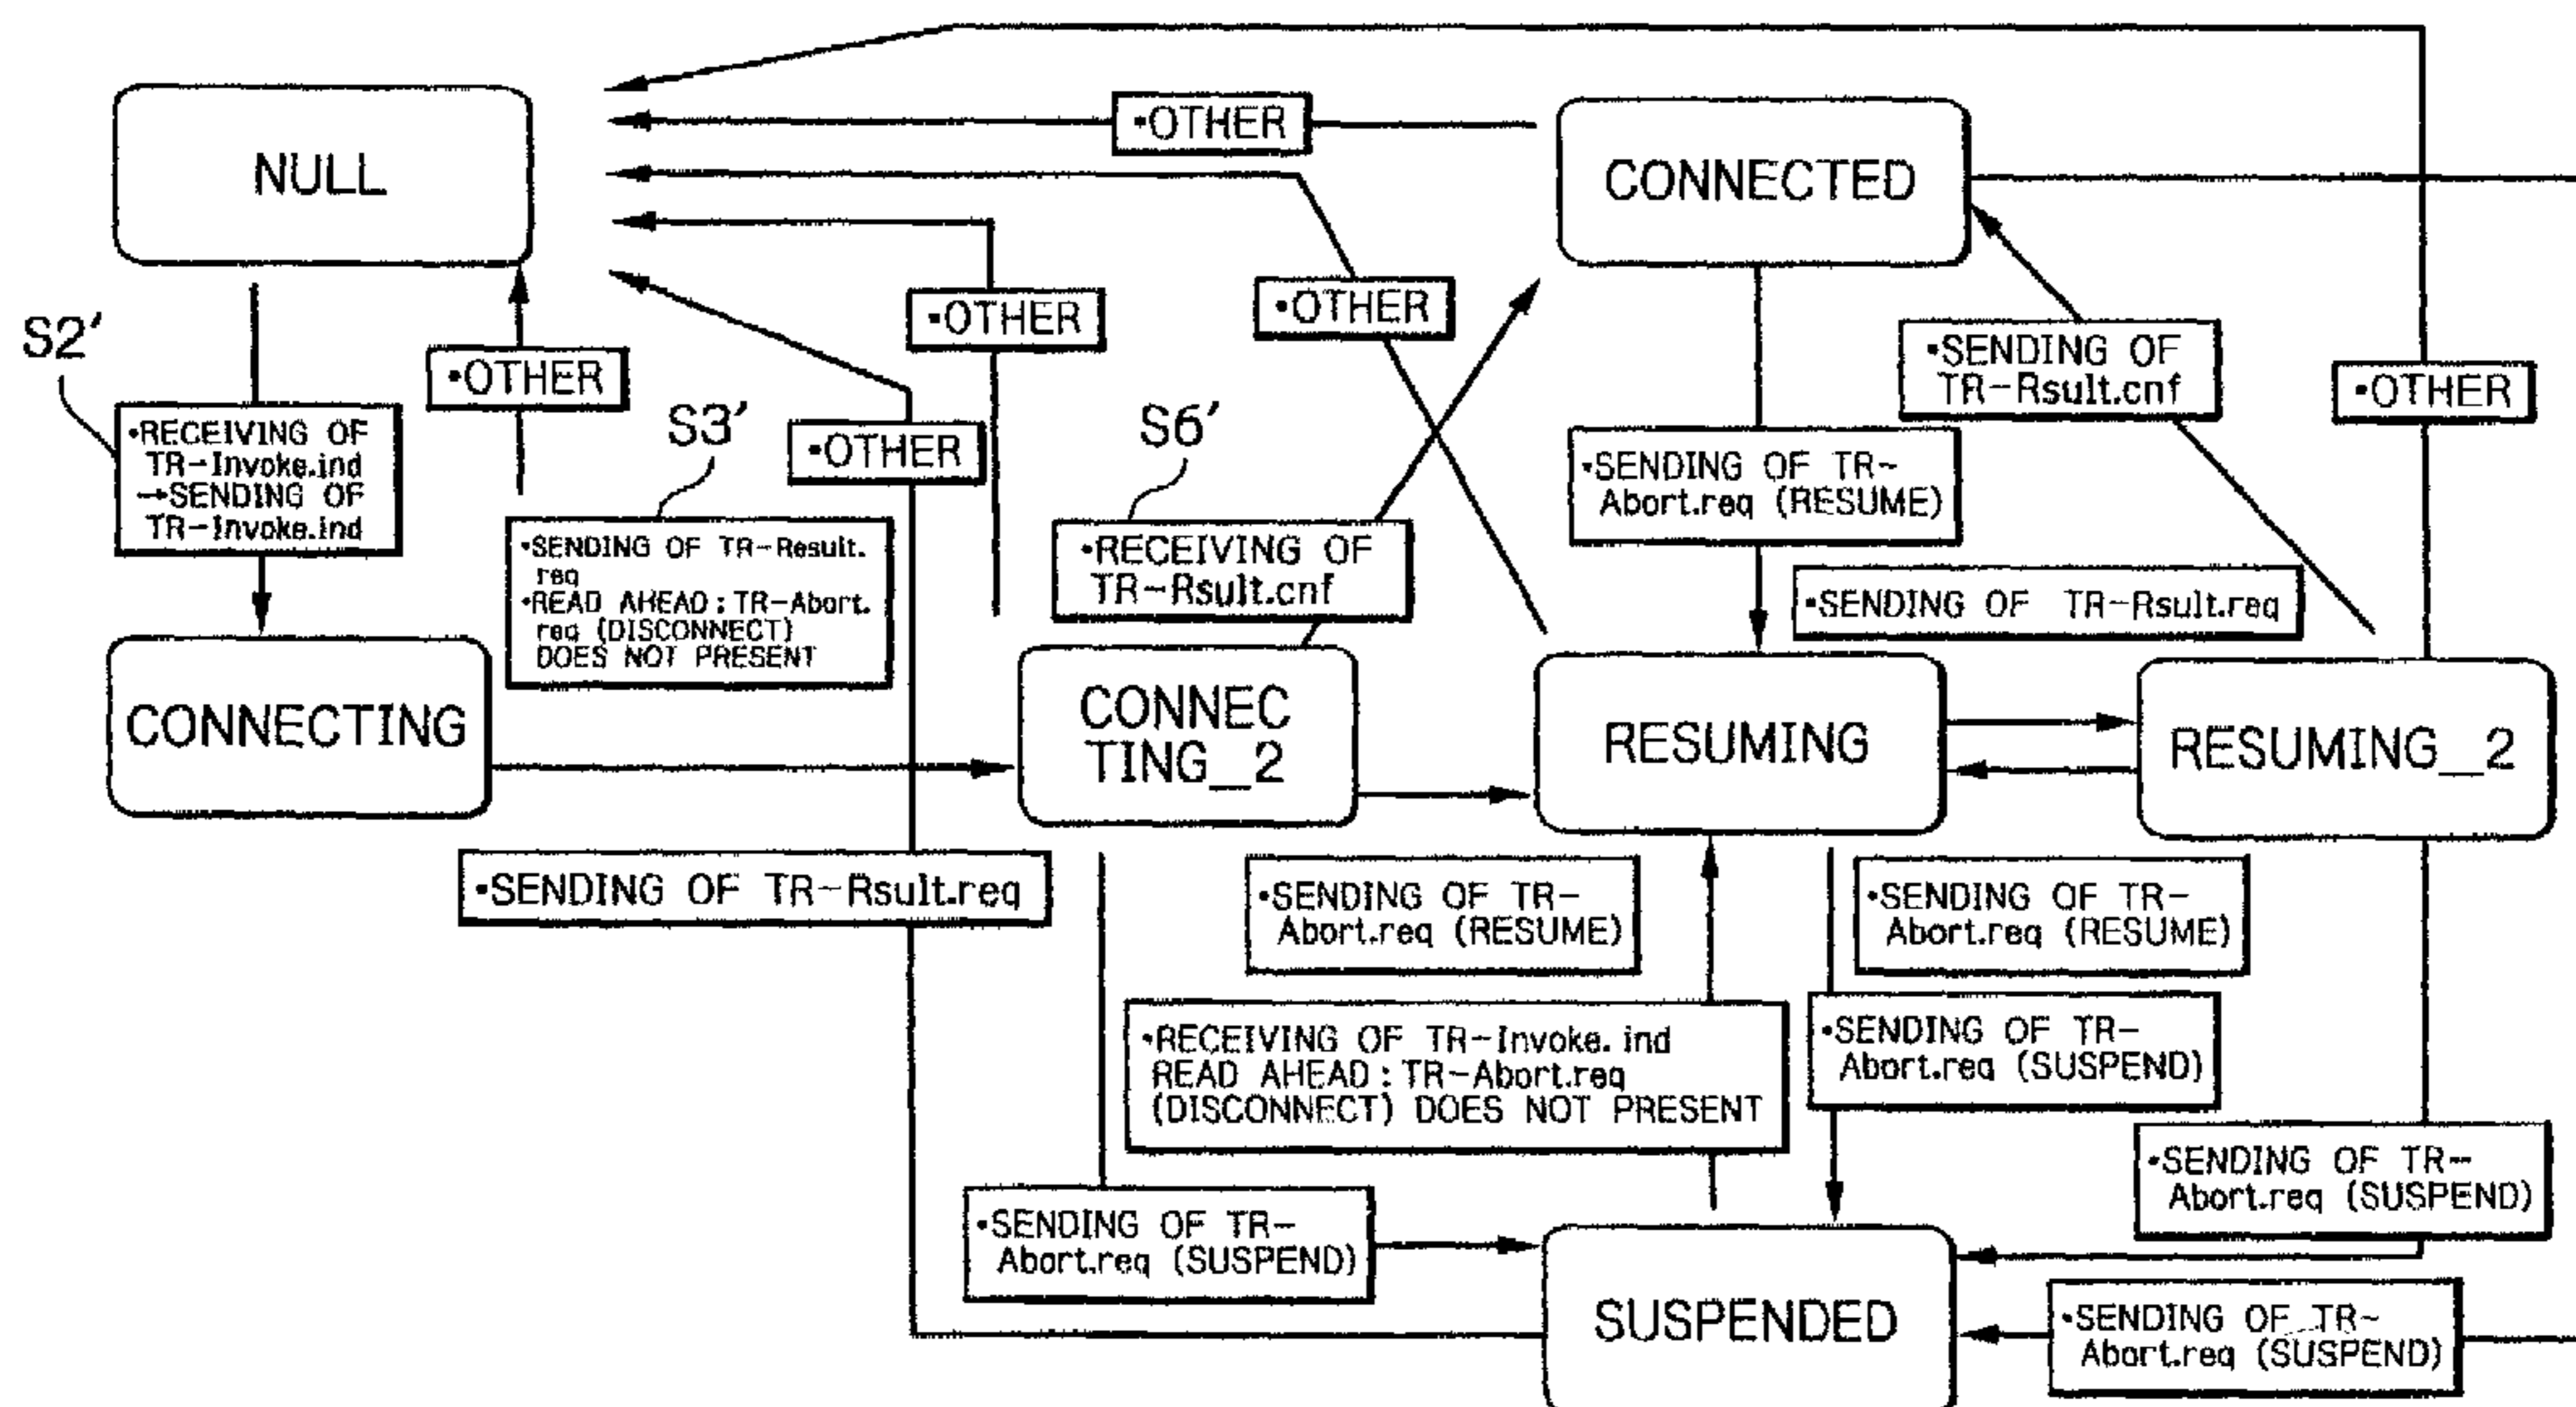 •OTHER
NULL
CONNECTED
S2'
•OTHER
•OTHER
•OTHER
•SENDING OF
TR-Rsult.cnf
•OTHER
•RECEIVING OF
TR-Invoke.ind
→SENDING OF
TR-Invoke.ind
S3'
•OTHER
S6'
•SENDING OF TR-
Abort.req (RESUME)
•SENDING OF TR-Result.
req
•READ AHEAD : TR-Abort.
req (DISCONNECT)
DOES NOT PRESENT
•RECEIVING OF
TR-Rsult.cnf
•SENDING OF TR-Rsult.req
CONNECTING
CONNEC
TING_2
RESUMING
RESUMING_2
•SENDING OF TR-Rsult.req
•SENDING OF TR-
Abort.req (RESUME)
•SENDING OF TR-
Abort.req (RESUME)
•RECEIVING OF TR-Invoke. ind
READ AHEAD : TR-Abort.req
(DISCONNECT) DOES NOT PRESENT
•SENDING OF TR-
Abort.req (SUSPEND)
•SENDING OF TR-
Abort.req (SUSPEND)
•SENDING OF TR-
Abort.req (SUSPEND)
SUSPENDED
•SENDING OF TR-
Abort.req (SUSPEND)